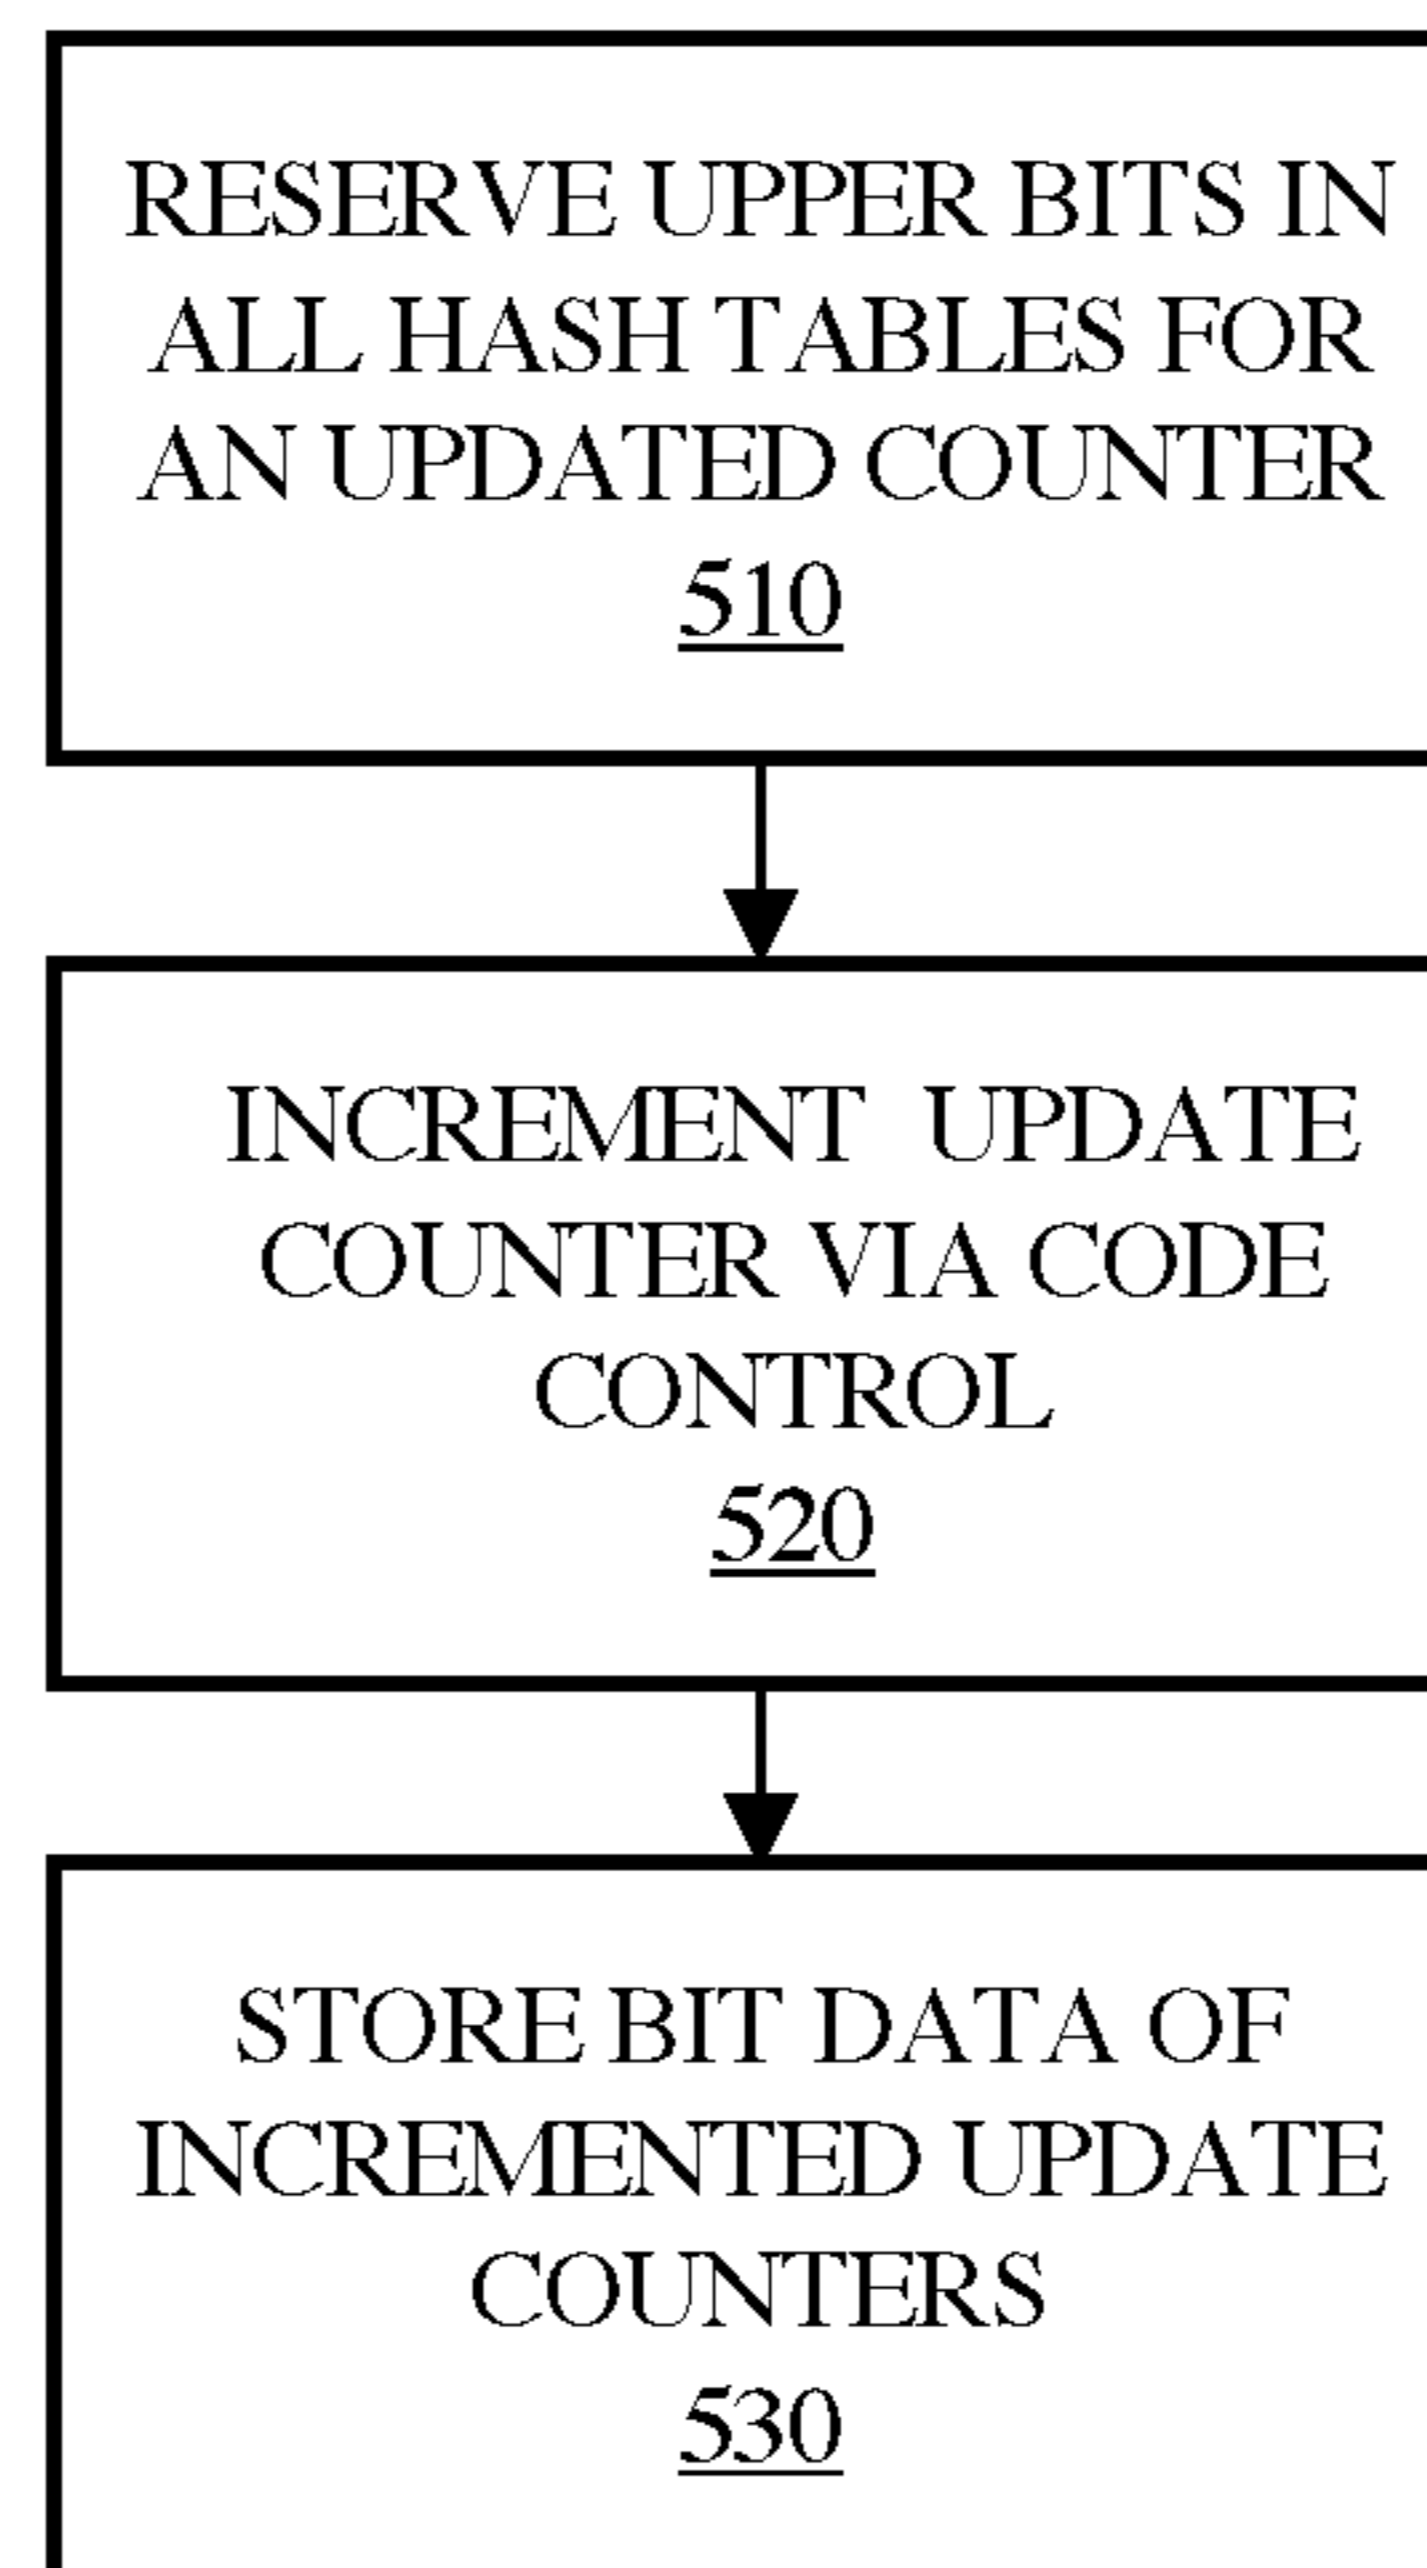 RESERVE UPPER BITS IN
ALL HASH TABLES FOR
AN UPDATED COUNTER
510
INCREMENT UPDATE
COUNTER VIA CODE
CONTROL
520
STORE BIT DATA OF
INCREMENTED UPDATE
COUNTERS
530